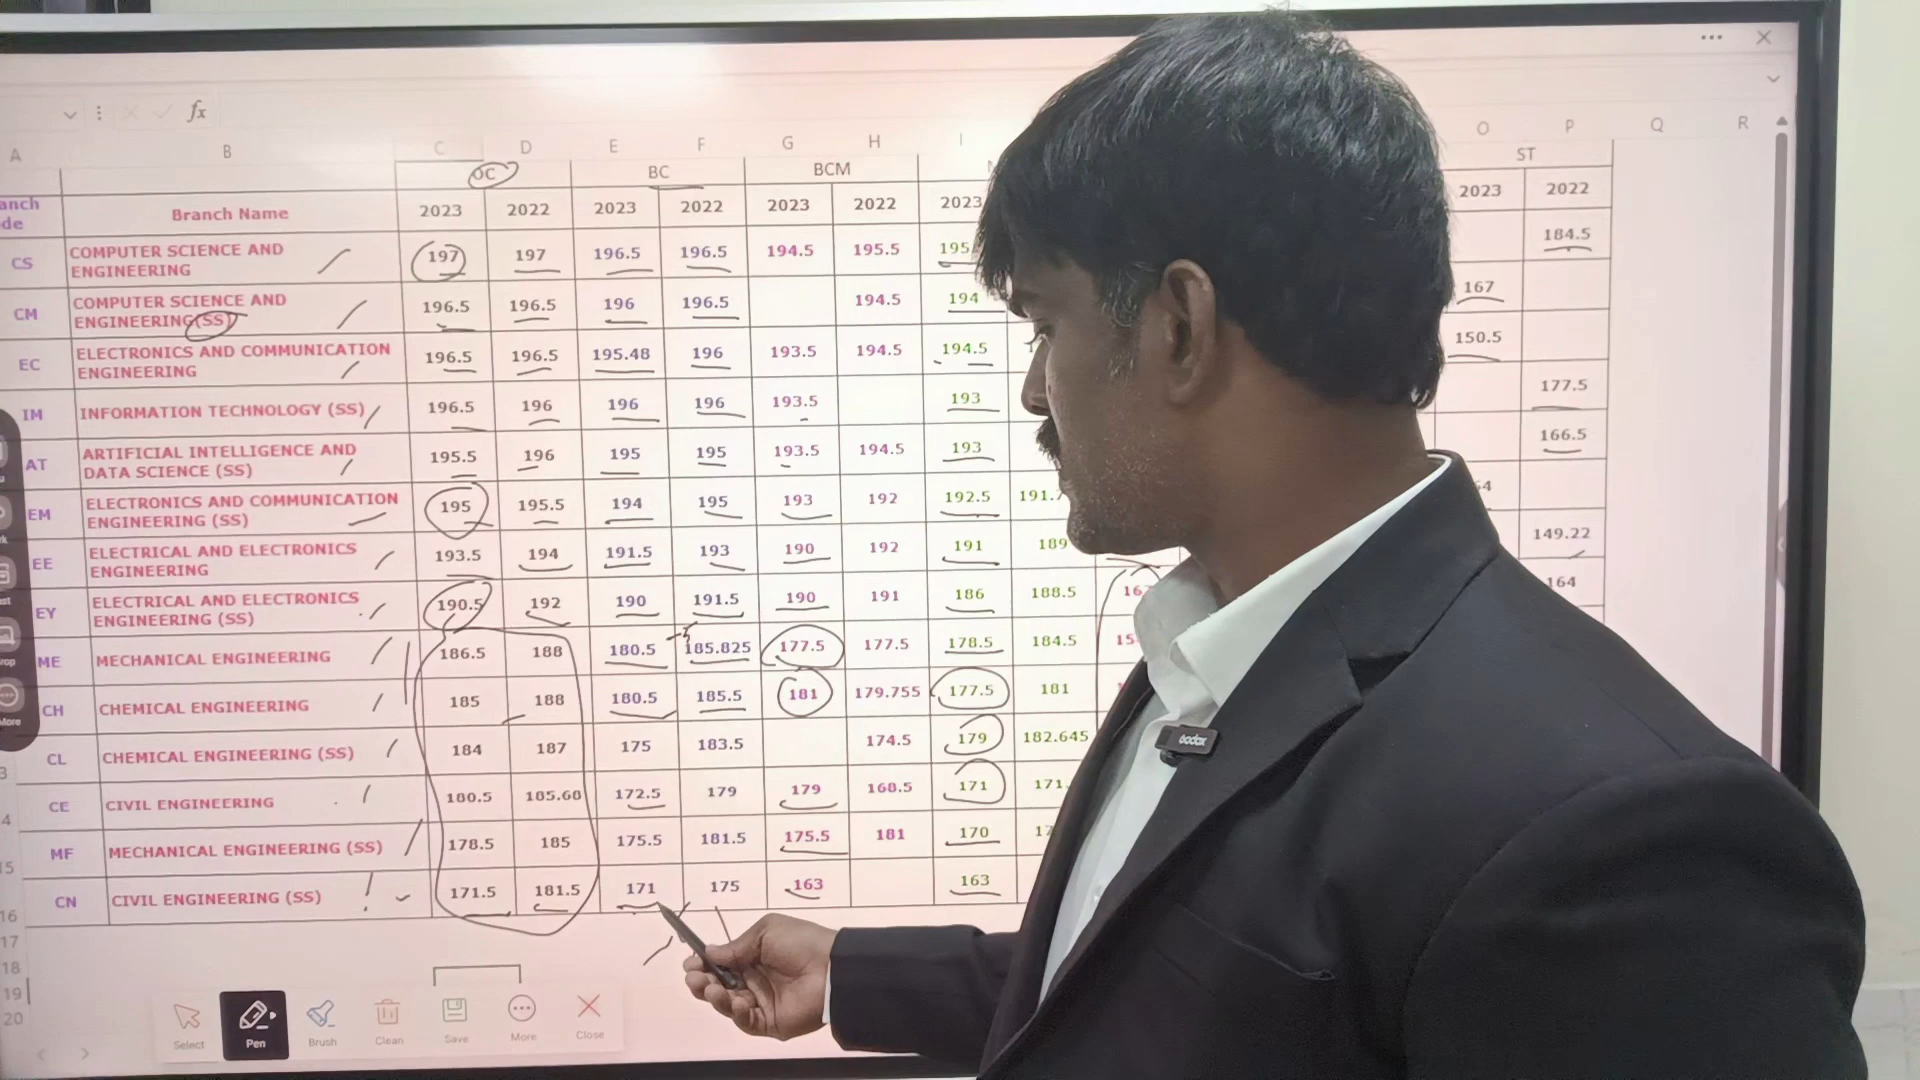 fx
A B C D E F G H I O P Q R
OC BC BCM ST
Branch Name 2023 2022 2023 2022 2023 2022 2023 2023 2022
CS COMPUTER SCIENCE AND ENGINEERING 197 197 196.5 196.5 194.5 195.5 184.5
CM COMPUTER SCIENCE AND ENGINEERING(SS) 196.5 196.5 196 196.5 194.5 194 167
EC ELECTRONICS AND COMMUNICATION ENGINEERING 196.5 196.5 195.48 196 193.5 194.5 194.5 150.5
IM INFORMATION TECHNOLOGY (SS) 196.5 196 196 196 193.5 193 177.5
AT ARTIFICIAL INTELLIGENCE AND DATA SCIENCE (SS) 195.5 196 195 195 193.5 194.5 193 166.5
EM ELECTRONICS AND COMMUNICATION ENGINEERING (SS) 195 195.5 194 195 193 192 192.5
EE ELECTRICAL AND ELECTRONICS ENGINEERING 193.5 194 191.5 193 190 192 191 189 149.22
EY ELECTRICAL AND ELECTRONICS ENGINEERING (SS) 190.5 192 190 191.5 190 191 186 188.5 164
ME MECHANICAL ENGINEERING 186.5 188 180.5 185.825 177.5 177.5 178.5 184.5
CH CHEMICAL ENGINEERING 185 188 180.5 185.5 181 179.755 177.5 181
CL CHEMICAL ENGINEERING (SS) 184 187 175 183.5 174.5 179 182.645
CE CIVIL ENGINEERING 180.5 185.68 172.5 179 179 168.5 171
MF MECHANICAL ENGINEERING (SS) 178.5 185 175.5 181.5 175.5 181 170
CN CIVIL ENGINEERING (SS) 171.5 181.5 171 175 163 163
16
17
18
19
20
Select Pen Brush Clean Save More Close
Godox